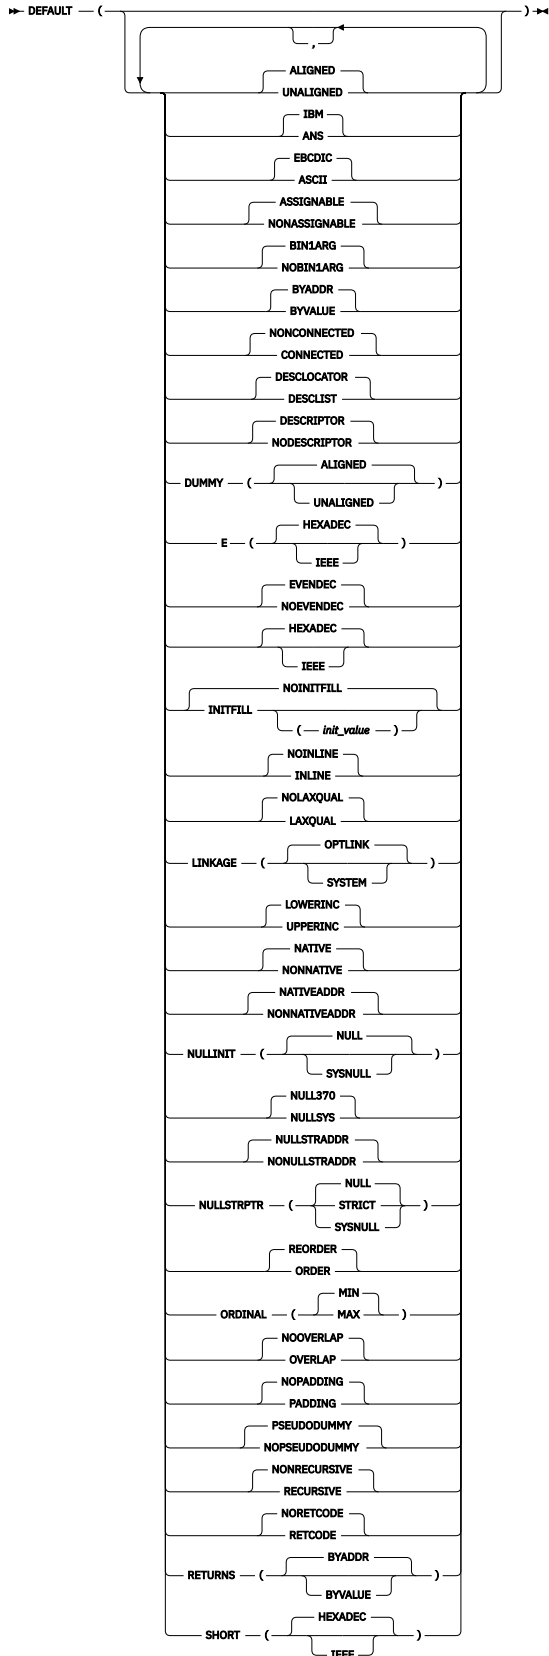 DEFAULT ( )
,
ALIGNED
UNALIGNED
IBM
ANS
EBCDIC
ASCII
ASSIGNABLE
NONASSIGNABLE
BIN1ARG
NOBIN1ARG
BYADDR
BYVALUE
NONCONNECTED
CONNECTED
DESCLOCATOR
DESCLIST
DESCRIPTOR
NODESCRIPTOR
ALIGNED
DUMMY ( )
UNALIGNED
HEXADEC
E ( )
IEEE
EVENDEC
NOEVENDEC
HEXADEC
IEEE
NOINITFILL
INITFILL
( init_value )
NOINLINE
INLINE
NOLAXQUAL
LAXQUAL
OPTLINK
LINKAGE ( )
SYSTEM
LOWERINC
UPPERINC
NATIVE
NONNATIVE
NATIVEADDR
NONNATIVEADDR
NULL
NULLINIT ( )
SYSNULL
NULL370
NULLSYS
NULLSTRADDR
NONULLSTRADDR
NULL
NULLSTRPTR ( STRICT )
SYSNULL
REORDER
ORDER
MIN
ORDINAL ( MAX )
NOOVERLAP
OVERLAP
NOPADDING
PADDING
PSEUDODUMMY
NOPSEUDODUMMY
NONRECURSIVE
RECURSIVE
NORETCODE
RETCODE
BYADDR
RETURNS ( )
BYVALUE
HEXADEC
SHORT ( )
IEEE